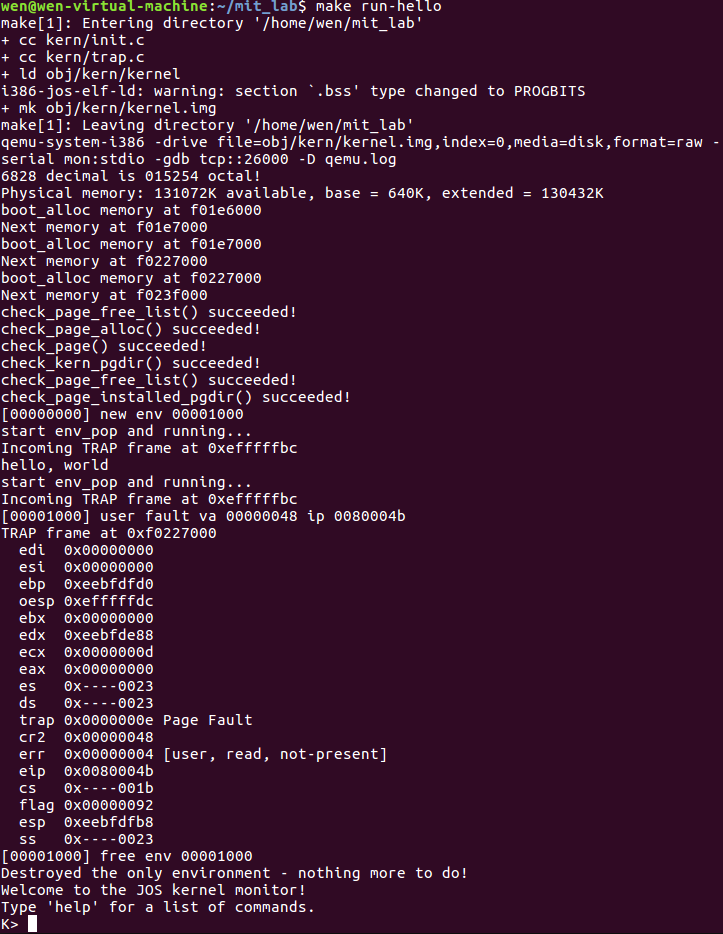 wen@wen-virtual-machine:~/mit_lab$ make run-hello
make[1]: Entering directory '/home/wen/mit_lab'
+ cc kern/init.c
+ cc kern/trap.c
+ ld obj/kern/kernel
i386-jos-elf-ld: warning: section `.bss' type changed to PROGBITS
+ mk obj/kern/kernel.img
make[1]: Leaving directory '/home/wen/mit_lab'
qemu-system-i386 -drive file=obj/kern/kernel.img,index=0,media=disk,format=raw -
serial mon:stdio -gdb tcp::26000 -D qemu.log
6828 decimal is 015254 octal!
Physical memory: 131072K available, base = 640K, extended = 130432K
boot_alloc memory at f01e6000
Next memory at f01e7000
boot_alloc memory at f01e7000
Next memory at f0227000
boot_alloc memory at f0227000
Next memory at f023f000
check_page_free_list() succeeded!
check_page_alloc() succeeded!
check_page() succeeded!
check_kern_pgdir() succeeded!
check_page_free_list() succeeded!
check_page_installed_pgdir() succeeded!
[00000000] new env 00001000
start env_pop and running...
Incoming TRAP frame at 0xefffffbc
hello, world
start env_pop and running...
Incoming TRAP frame at 0xefffffbc
[00001000] user fault va 00000048 ip 0080004b
TRAP frame at 0xf0227000
  edi  0x00000000
  esi  0x00000000
  ebp  0xeebfdfd0
  oesp 0xefffffdc
  ebx  0x00000000
  edx  0xeebfde88
  ecx  0x0000000d
  eax  0x00000000
  es   0x----0023
  ds   0x----0023
  trap 0x0000000e Page Fault
  cr2  0x00000048
  err  0x00000004 [user, read, not-present]
  eip  0x0080004b
  cs   0x----001b
  flag 0x00000092
  esp  0xeebfdfb8
  ss   0x----0023
[00001000] free env 00001000
Destroyed the only environment - nothing more to do!
Welcome to the JOS kernel monitor!
Type 'help' for a list of commands.
K>